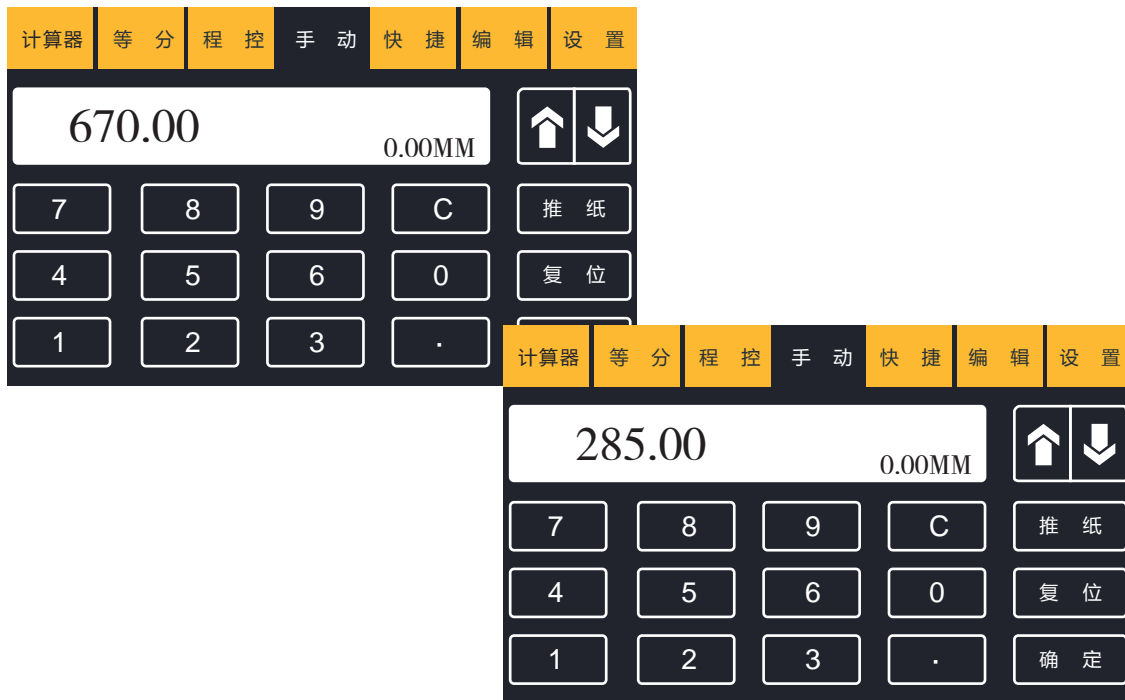 计算器 等 分 程 控 手 动 快 捷 编 辑 设 置
670.00 0.00MM
7 8 9 C 推 纸
4 5 6 0 复 位
1 2 3 .
计算器 等 分 程 控 手 动 快 捷 编 辑 设 置
285.00 0.00MM
7 8 9 C 推 纸
4 5 6 0 复 位
1 2 3 . 确 定